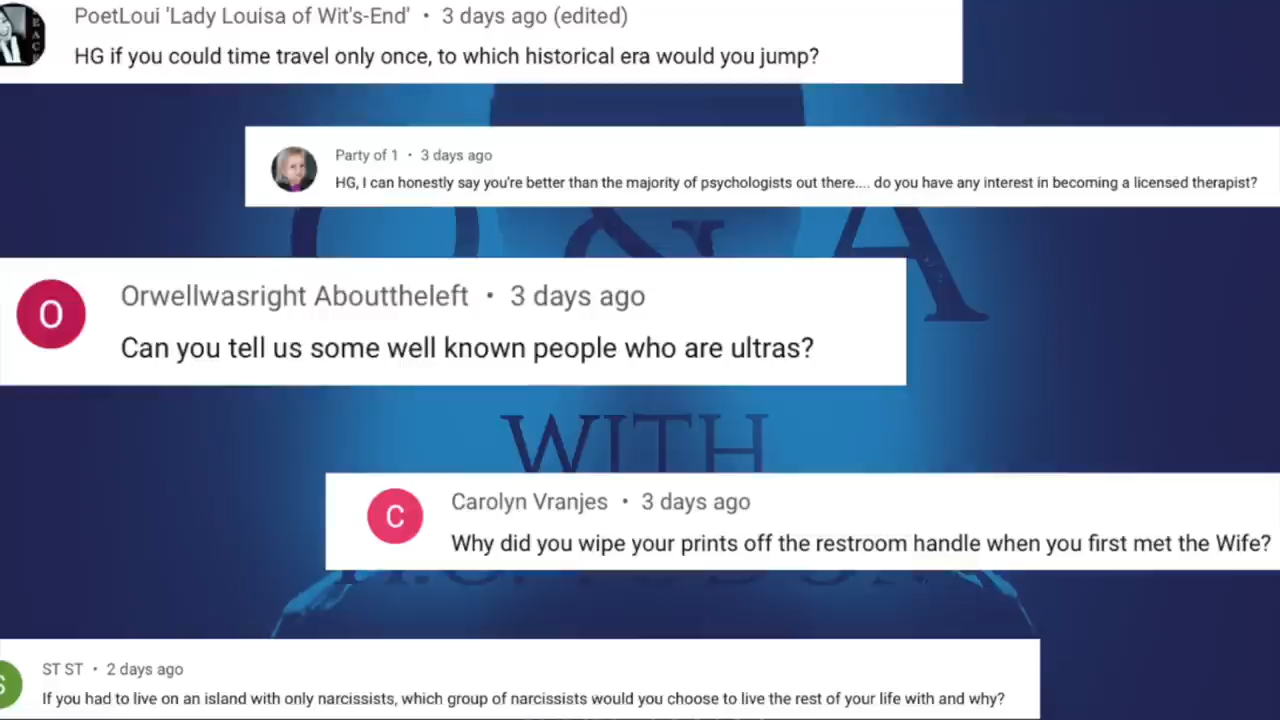 PetLoui 'Lady Louisa of Wit's-End' • 3 days ago (edited)
HG if you could time travel only once, to which historical era would you jump?
Party of 1 • 3 days ago
HG, I can honestly say you're better than the majority of psychologists out there.... do you have any interest in becoming a licensed therapist?
Q & A
O
Orwellwasright Abouttheleft • 3 days ago
Can you tell us some well known people who are ultras?
WITH
C
Carolyn Vranjes • 3 days ago
Why did you wipe your prints off the restroom handle when you first met the Wife?
S
ST ST • 2 days ago
If you had to live on an island with only narcissists, which group of narcissists would you choose to live the rest of your life with and why?